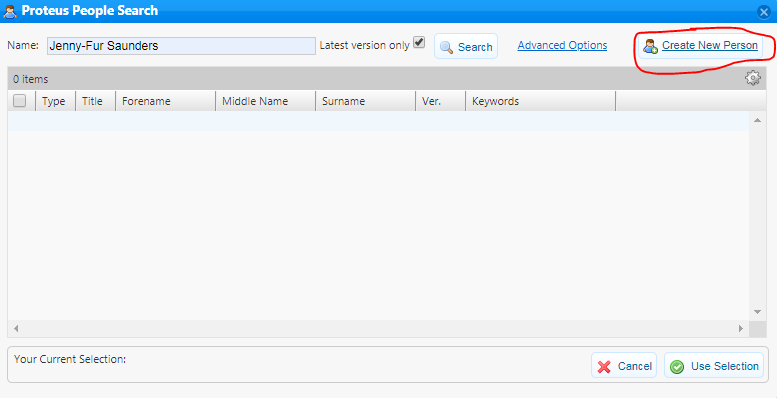 Proteus People Search
Name: Jenny-Fur Saunders Latest version only Search Advanced Options Create New Person
0 items
Type Title Forename Middle Name Surname Ver. Keywords
Your Current Selection: Cancel Use Selection